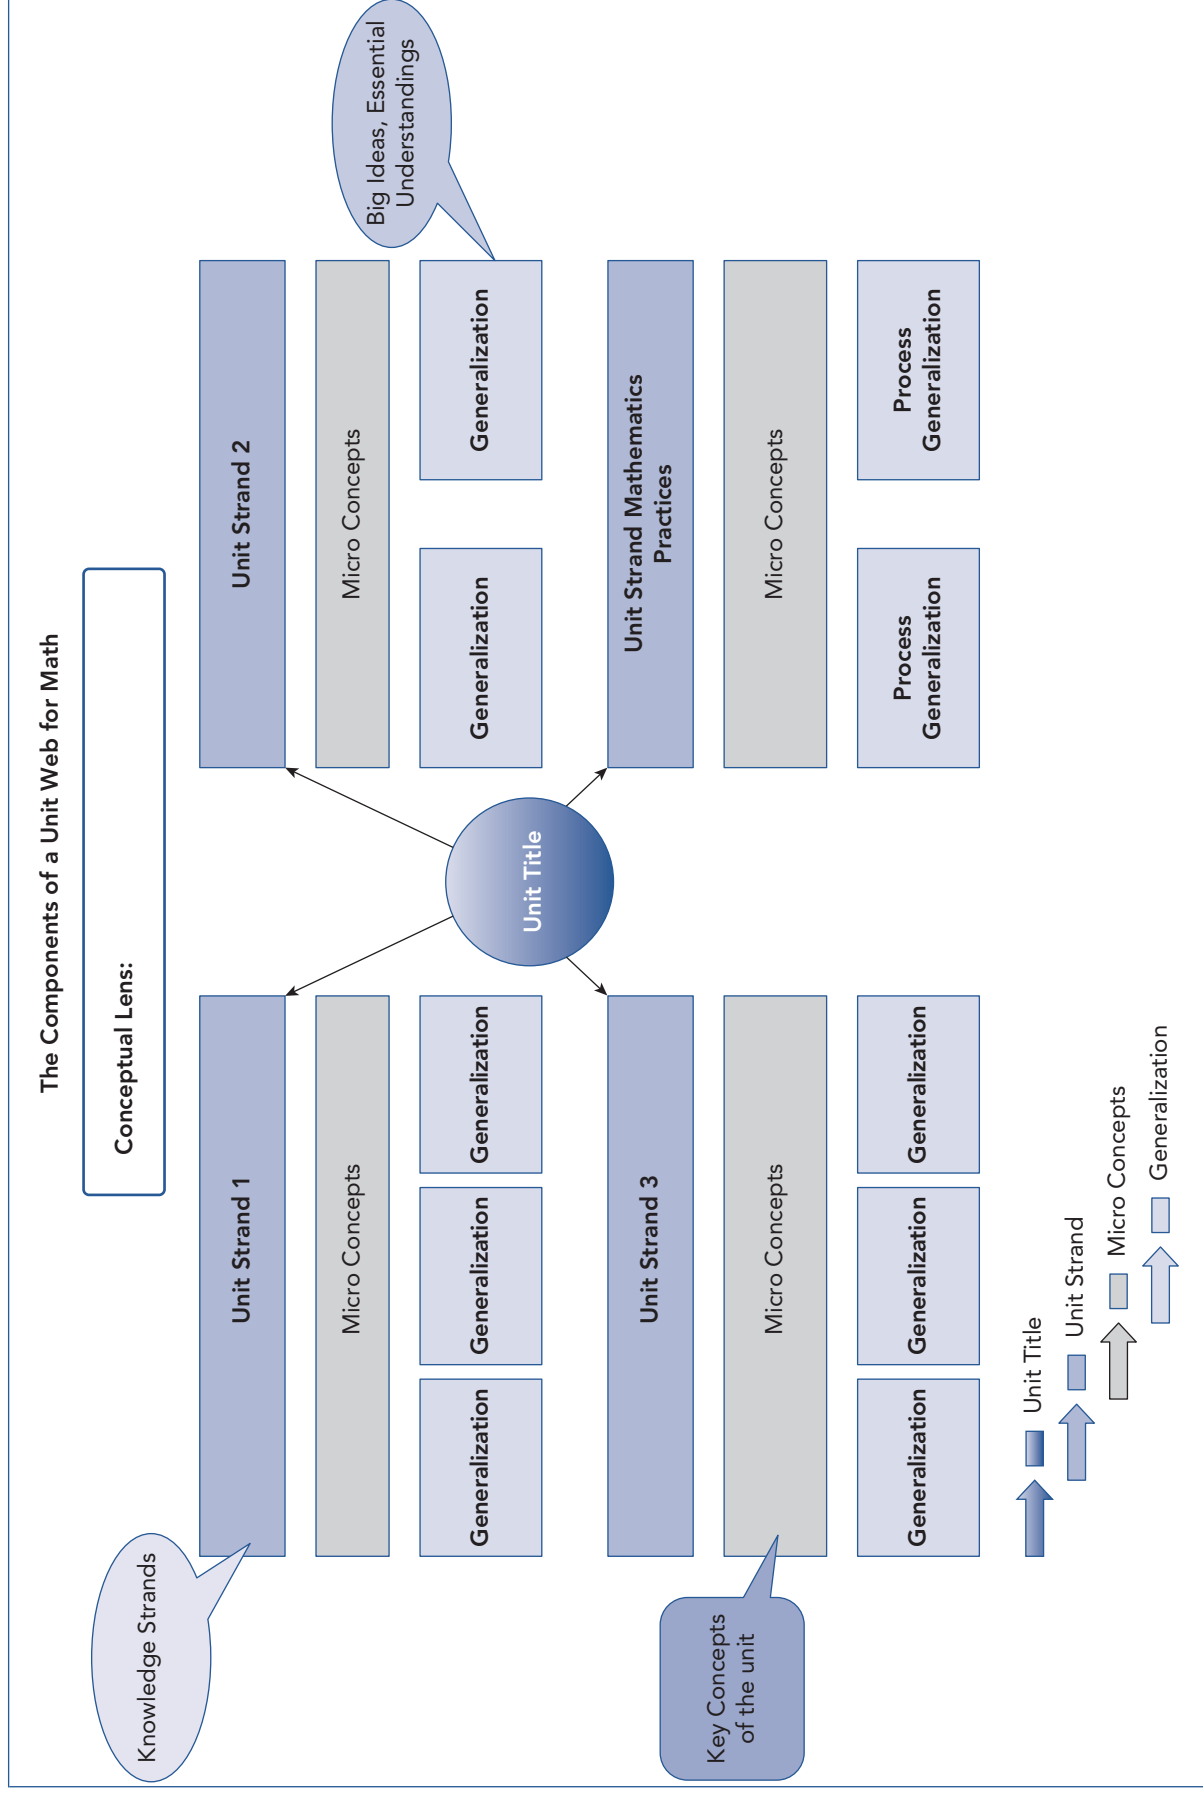 The Components of a Unit Web for Math
Conceptual Lens:
Knowledge Strands
Unit Strand 1
Micro Concepts
Generalization
Generalization
Generalization
Unit Strand 2
Micro Concepts
Generalization
Generalization
Big Ideas, Essential
Understandings
Unit Title
Unit Strand 3
Micro Concepts
Key Concepts
of the unit
Generalization
Generalization
Generalization
Unit Strand Mathematics
Practices
Micro Concepts
Process
Generalization
Process
Generalization
Unit Title
Unit Strand
Micro Concepts
Generalization